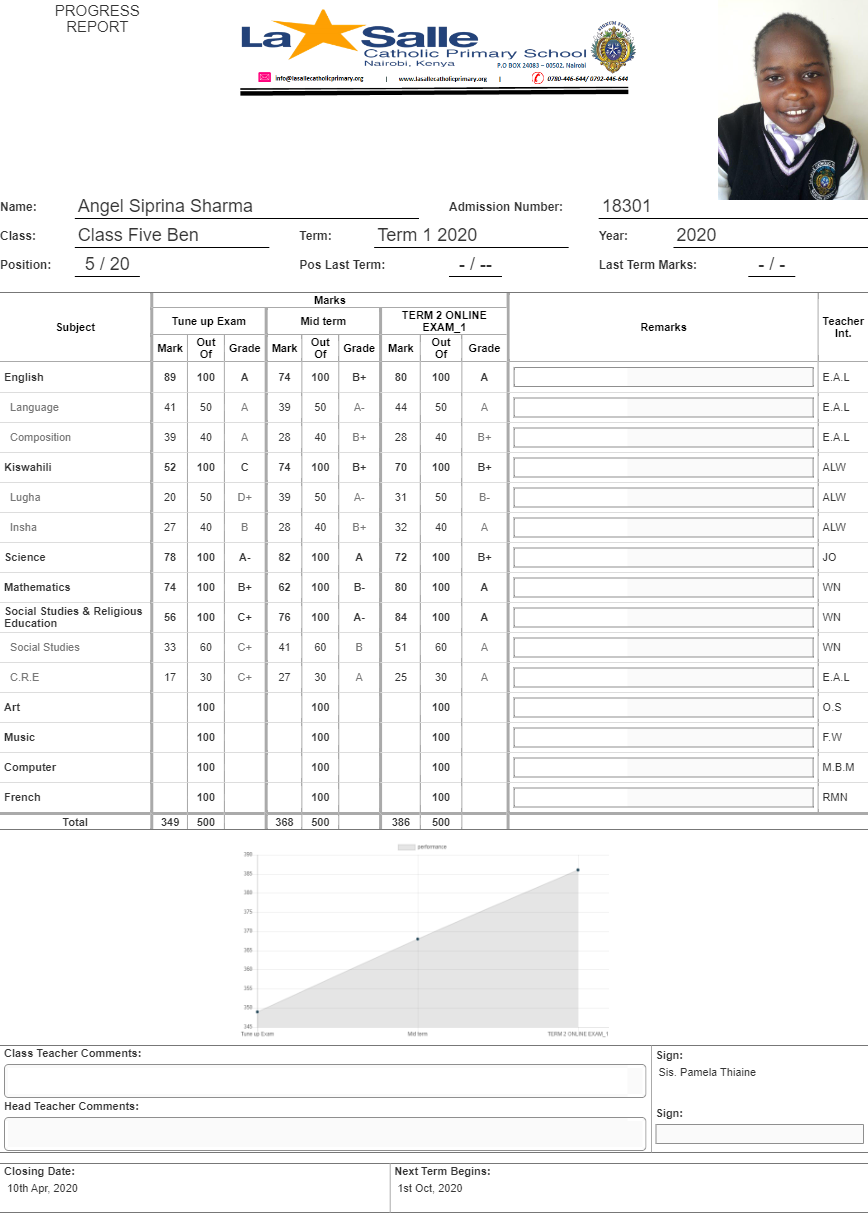 PROGRESS
REPORT
La Salle
Catholic Primary School
Nairobi, Kenya
P.O BOX 24083 – 00502, Nairobi
info@lasallecatholicprimary.org | www.lasallecatholicprimary.org | 0780-446-644/ 0792-446-644
Name: Angel Siprina Sharma Admission Number: 18301
Class: Class Five Ben Term: Term 1 2020 Year: 2020
Position: 5 / 20 Pos Last Term: - / -- Last Term Marks: - / -
Marks
Subject Tune up Exam Mid term TERM 2 ONLINE EXAM_1 Remarks Teacher Int.
Mark Out Of Grade Mark Out Of Grade Mark Out Of Grade
English 89 100 A 74 100 B+ 80 100 A E.A.L
Language 41 50 A 39 50 A- 44 50 A E.A.L
Composition 39 40 A 28 40 B+ 28 40 B+ E.A.L
Kiswahili 52 100 C 74 100 B+ 70 100 B+ ALW
Lugha 20 50 D+ 39 50 A- 31 50 B- ALW
Insha 27 40 B 28 40 B+ 32 40 A ALW
Science 78 100 A- 82 100 A 72 100 B+ JO
Mathematics 74 100 B+ 62 100 B- 80 100 A WN
Social Studies & Religious Education 56 100 C+ 76 100 A- 84 100 A WN
Social Studies 33 60 C+ 41 60 B 51 60 A WN
C.R.E 17 30 C+ 27 30 A 25 30 A E.A.L
Art 100 100 100 O.S
Music 100 100 100 F.W
Computer 100 100 100 M.B.M
French 100 100 100 RMN
Total 349 500 368 500 386 500
performance
390
385
380
375
370
365
360
355
350
345
Tune up Exam Mid term TERM 2 ONLINE EXAM_1
Class Teacher Comments: Sign:
Sis. Pamela Thiaine
Head Teacher Comments: Sign:
Closing Date: Next Term Begins:
10th Apr, 2020 1st Oct, 2020